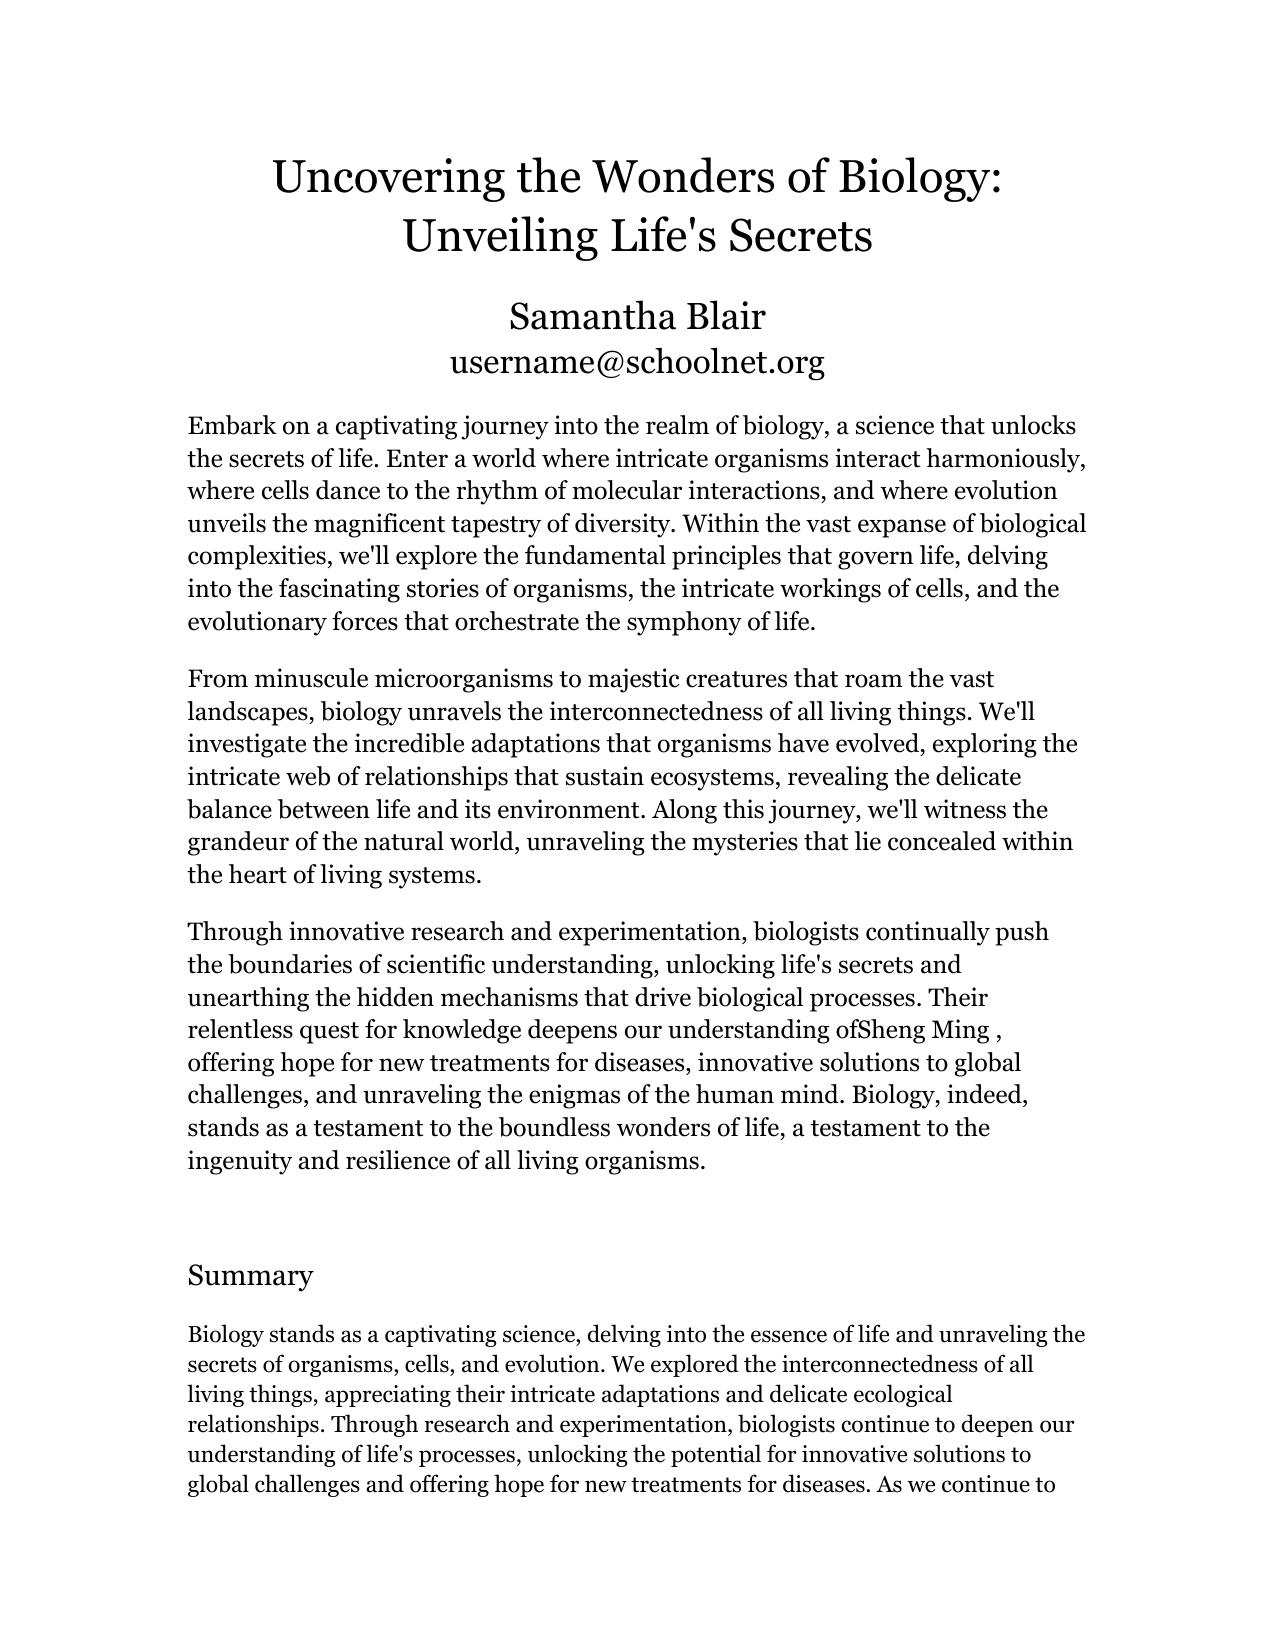 Uncovering the Wonders of Biology:
Unveiling Life's Secrets
Samantha Blair
username@schoolnet.org
Embark on a captivating journey into the realm of biology, a science that unlocks
the secrets of life. Enter a world where intricate organisms interact harmoniously,
where cells dance to the rhythm of molecular interactions, and where evolution
unveils the magnificent tapestry of diversity. Within the vast expanse of biological
complexities, we'll explore the fundamental principles that govern life, delving
into the fascinating stories of organisms, the intricate workings of cells, and the
evolutionary forces that orchestrate the symphony of life.
From minuscule microorganisms to majestic creatures that roam the vast
landscapes, biology unravels the interconnectedness of all living things. We'll
investigate the incredible adaptations that organisms have evolved, exploring the
intricate web of relationships that sustain ecosystems, revealing the delicate
balance between life and its environment. Along this journey, we'll witness the
grandeur of the natural world, unraveling the mysteries that lie concealed within
the heart of living systems.
Through innovative research and experimentation, biologists continually push
the boundaries of scientific understanding, unlocking life's secrets and
unearthing the hidden mechanisms that drive biological processes. Their
relentless quest for knowledge deepens our understanding ofSheng Ming ,
offering hope for new treatments for diseases, innovative solutions to global
challenges, and unraveling the enigmas of the human mind. Biology, indeed,
stands as a testament to the boundless wonders of life, a testament to the
ingenuity and resilience of all living organisms.
Summary
Biology stands as a captivating science, delving into the essence of life and unraveling the
secrets of organisms, cells, and evolution. We explored the interconnectedness of all
living things, appreciating their intricate adaptations and delicate ecological
relationships. Through research and experimentation, biologists continue to deepen our
understanding of life's processes, unlocking the potential for innovative solutions to
global challenges and offering hope for new treatments for diseases. As we continue to